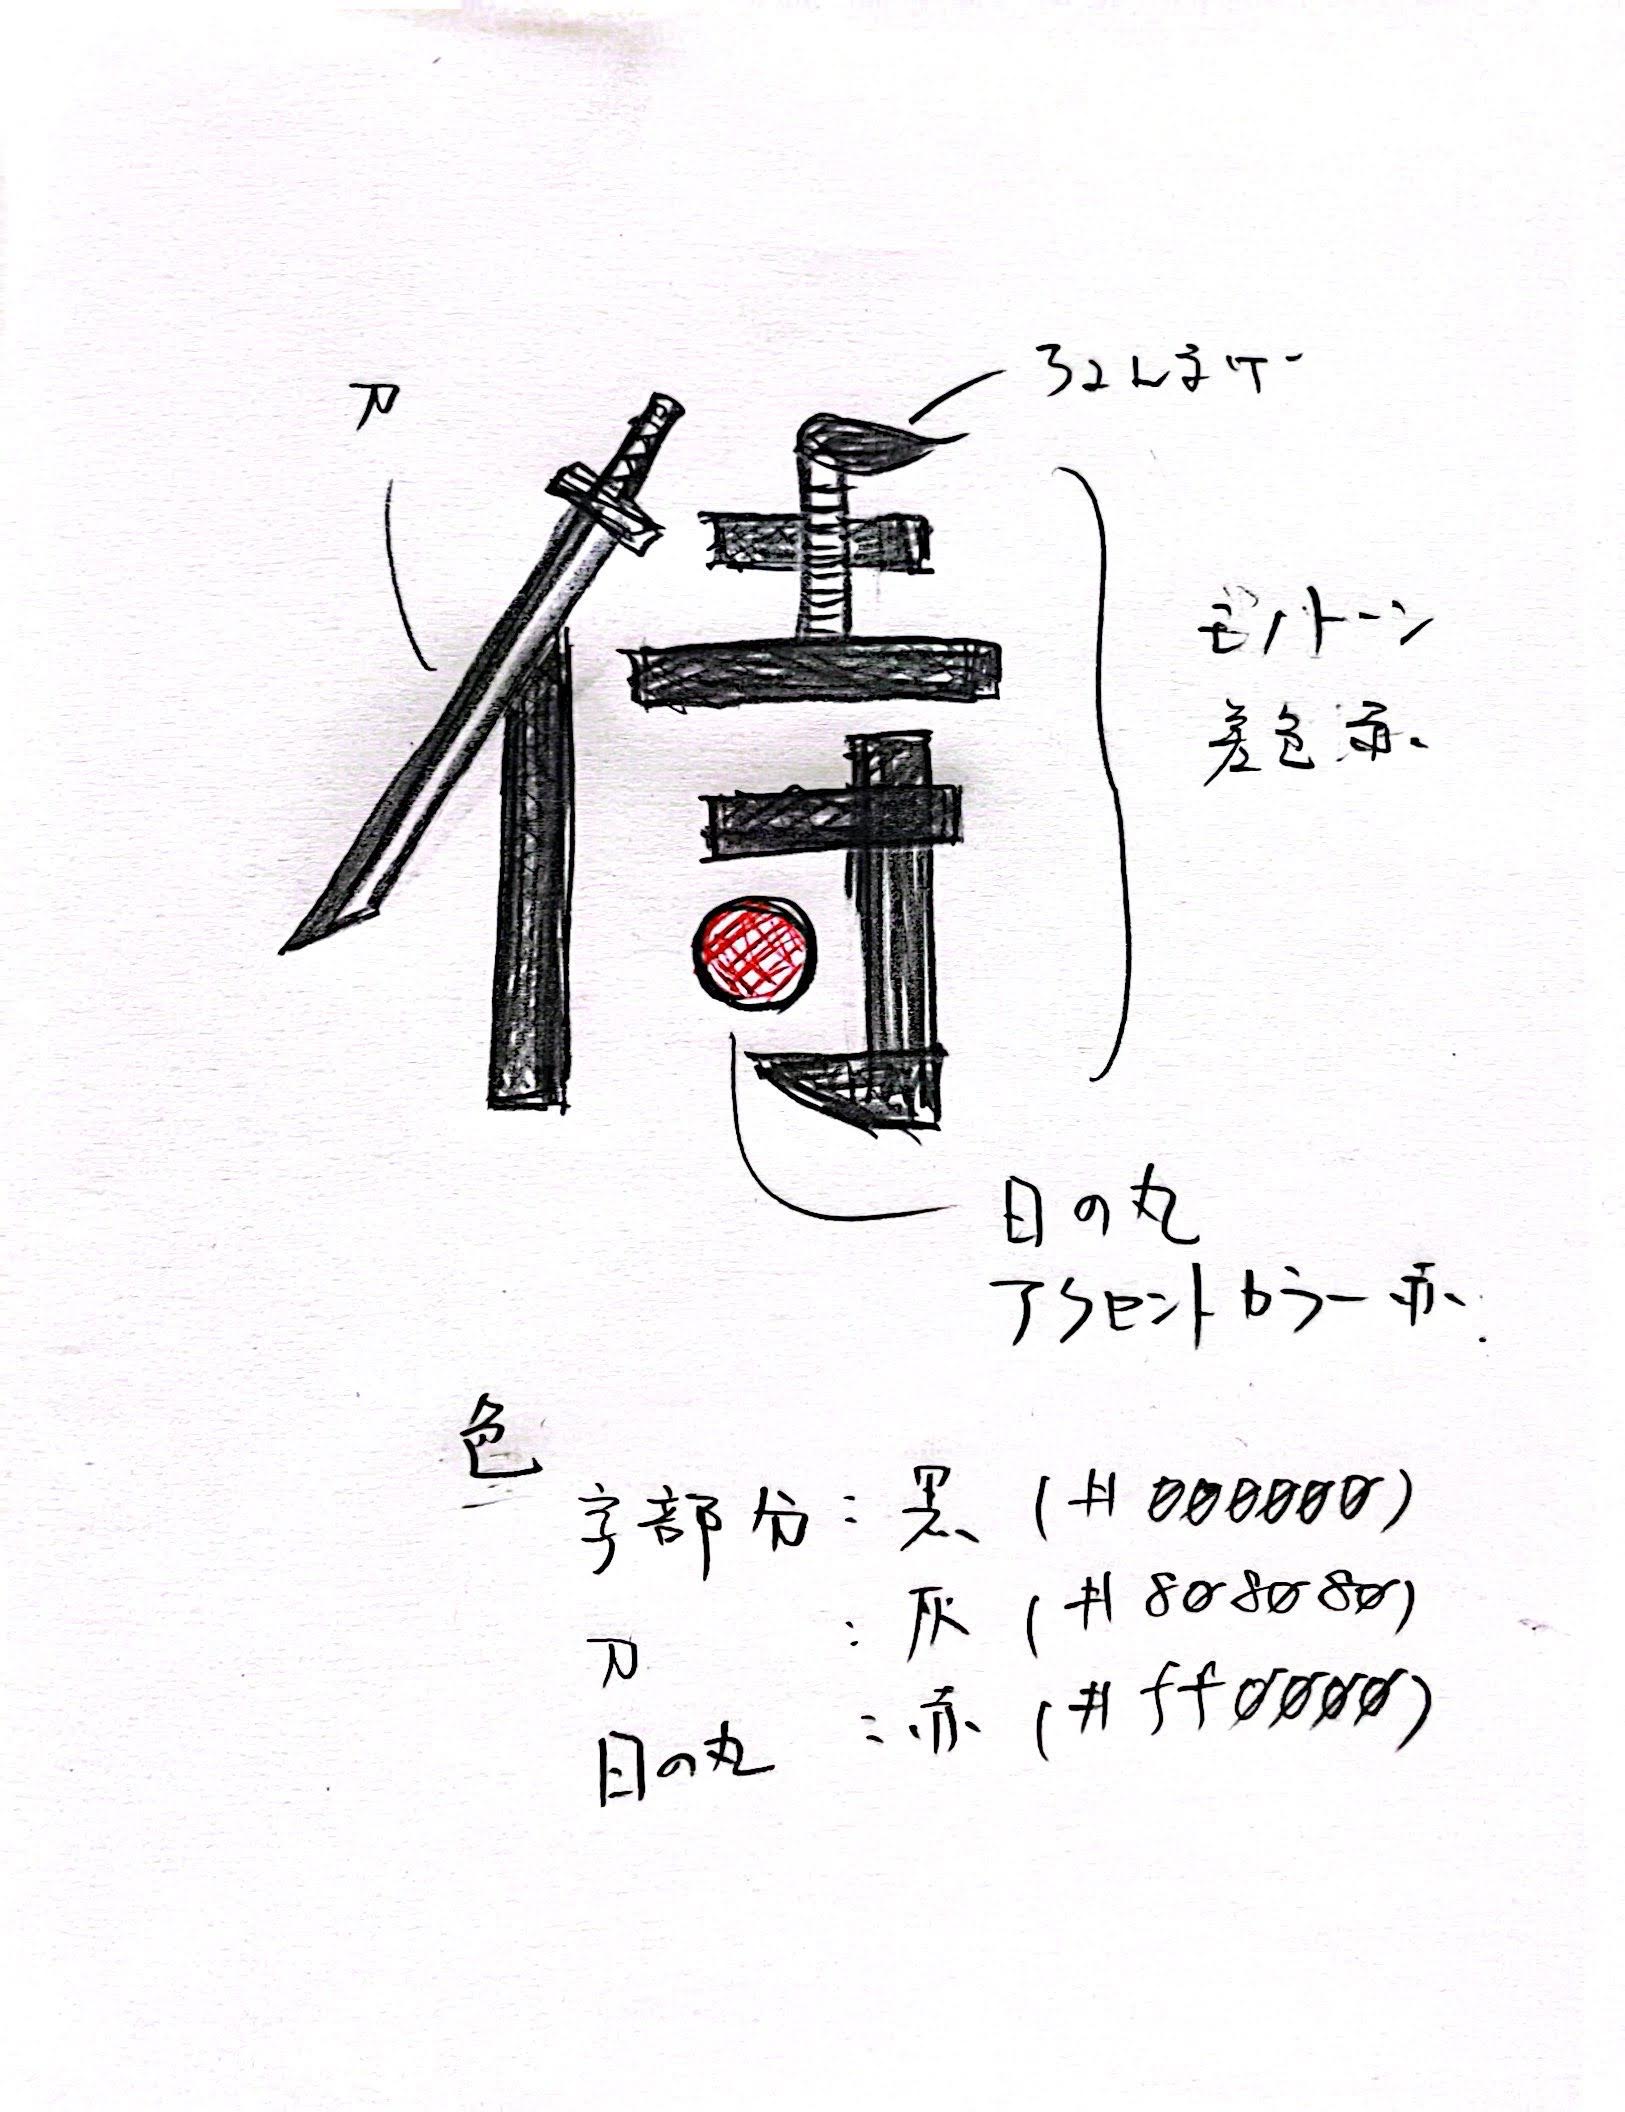 刀
ちょんまげ
侍
モノトーン
差色 赤
日の丸
アクセントカラー赤
色
字部分:黒(#000000)
刀:灰(#808080)
日の丸:赤(#ff0000)